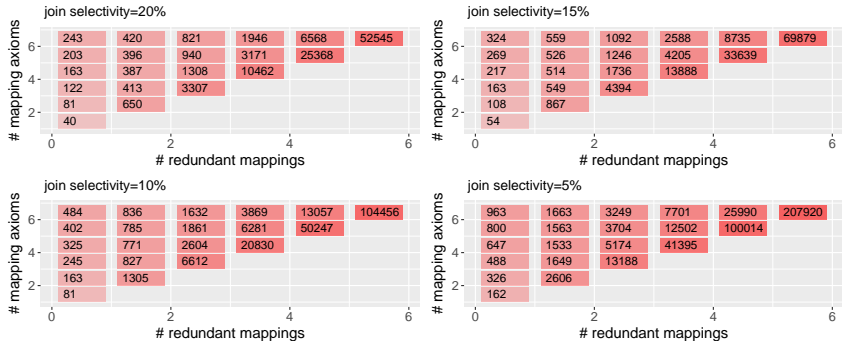 join selectivity=20%
# mapping axioms
6
243 420 821 1946 6568 52545
203 396 940 3171 25368
4
163 387 1308 10462
122 413 3307
2
81 650
40
0 2 4 6
# redundant mappings
join selectivity=15%
# mapping axioms
6
324 559 1092 2588 8735 69879
269 526 1246 4205 33639
4
217 514 1736 13888
163 549 4394
2
108 867
54
0 2 4 6
# redundant mappings
join selectivity=10%
# mapping axioms
6
484 836 1632 3869 13057 104456
402 785 1861 6281 50247
4
325 771 2604 20830
245 827 6612
2
163 1305
81
0 2 4 6
# redundant mappings
join selectivity=5%
# mapping axioms
6
963 1663 3249 7701 25990 207920
800 1563 3704 12502 100014
4
647 1533 5174 41395
488 1649 13188
2
326 2606
162
0 2 4 6
# redundant mappings